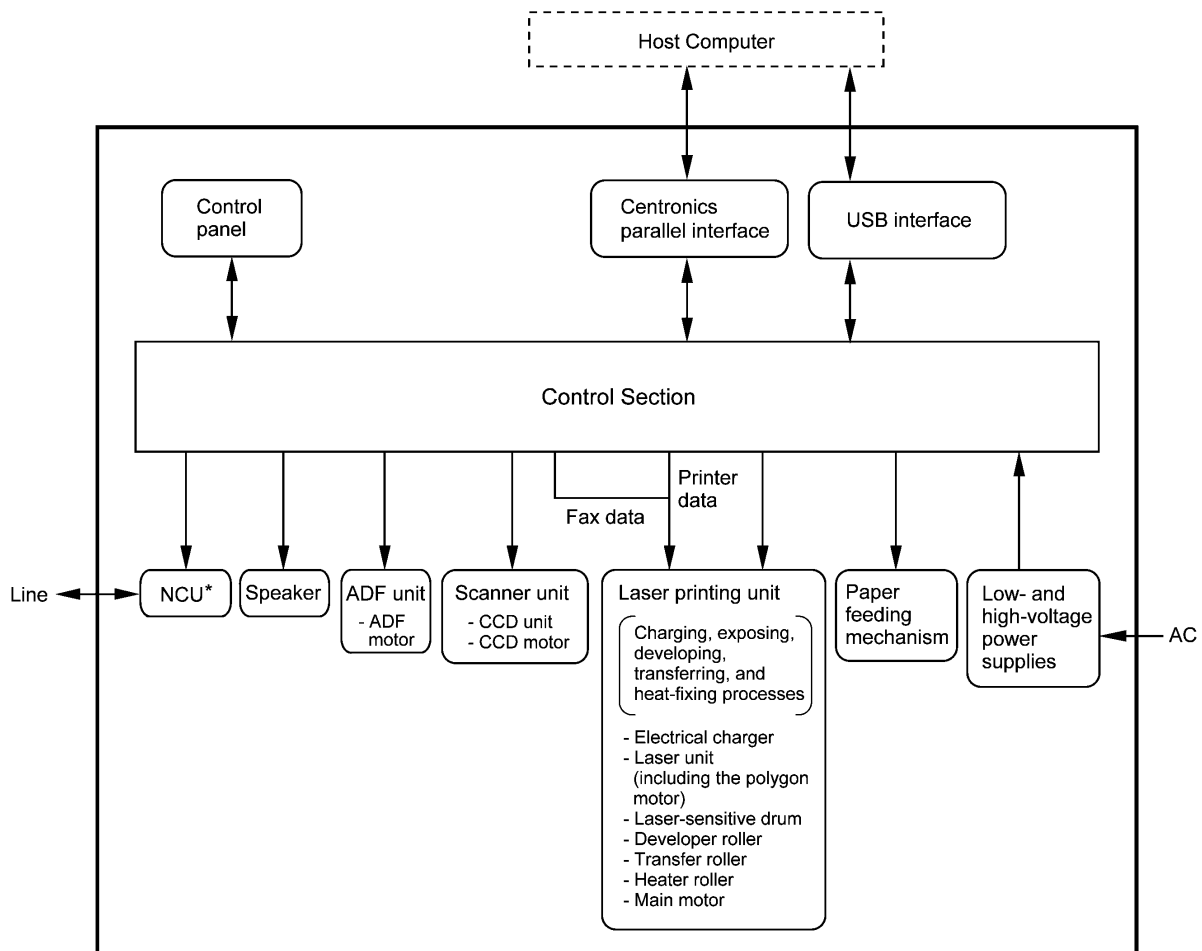 Host Computer
Control
panel
Centronics
parallel interface
USB interface
Control Section
Printer
data
Fax data
Line
NCU*
Speaker
ADF unit
- ADF
motor
Scanner unit
- CCD unit
- CCD motor
Laser printing unit
Charging, exposing,
developing,
transferring, and
heat-fixing processes
- Electrical charger
- Laser unit
(including the polygon
motor)
- Laser-sensitive drum
- Developer roller
- Transfer roller
- Heater roller
- Main motor
Paper
feeding
mechanism
Low- and
high-voltage
power
supplies
AC